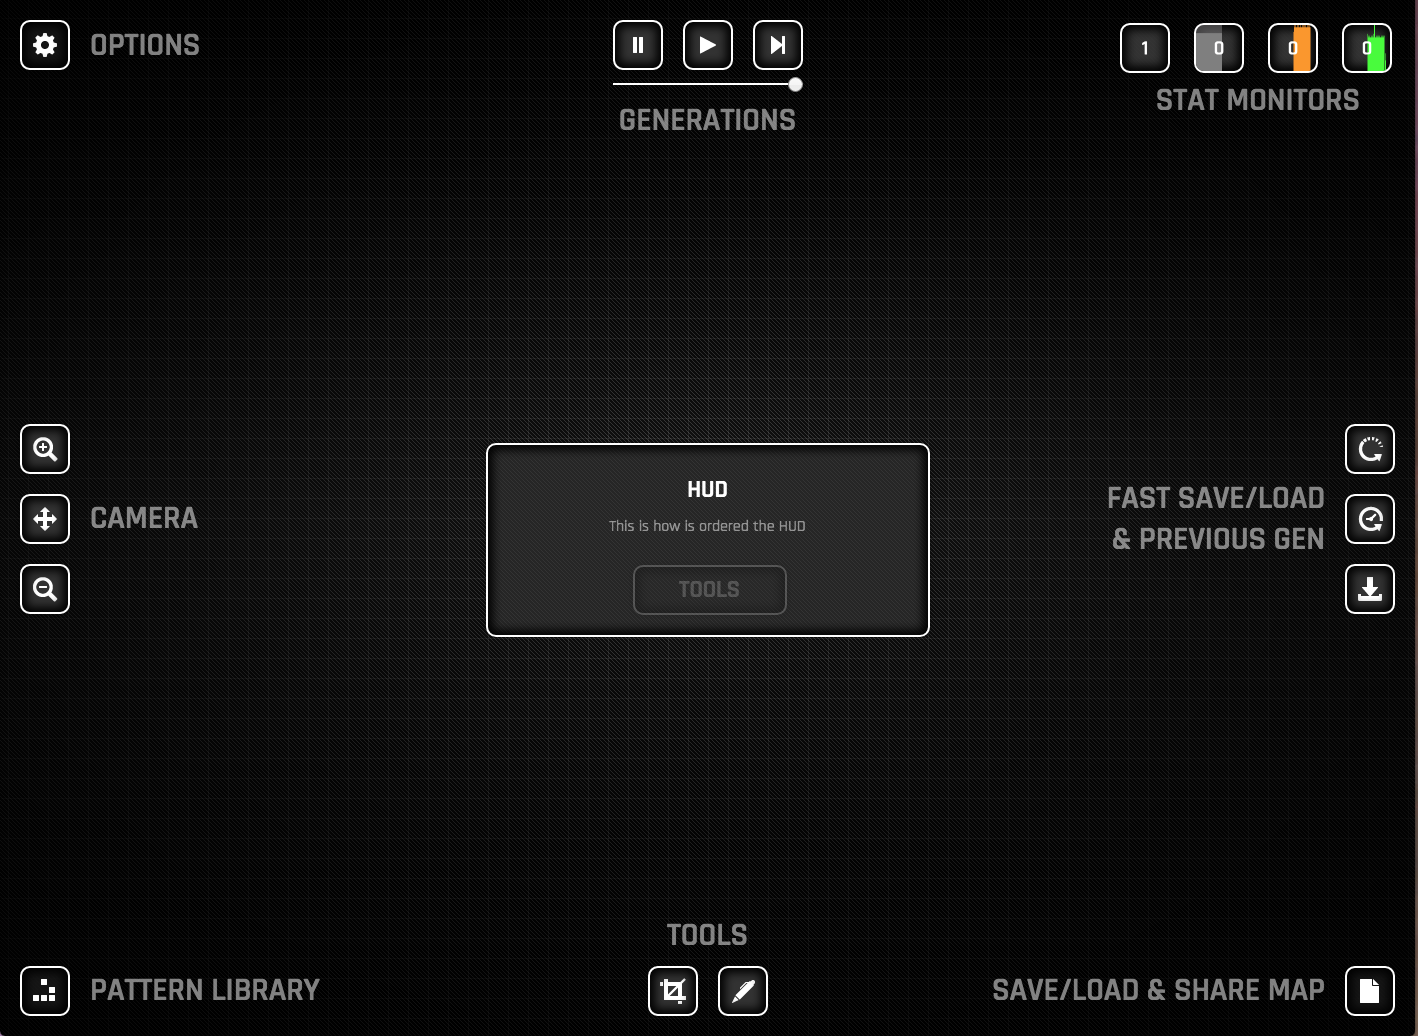 OPTIONS
1 0 0 0
GENERATIONS
STAT MONITORS
CAMERA
HUD
This is how is ordered the HUD
TOOLS
FAST SAVE/LOAD
& PREVIOUS GEN
TOOLS
PATTERN LIBRARY
SAVE/LOAD & SHARE MAP